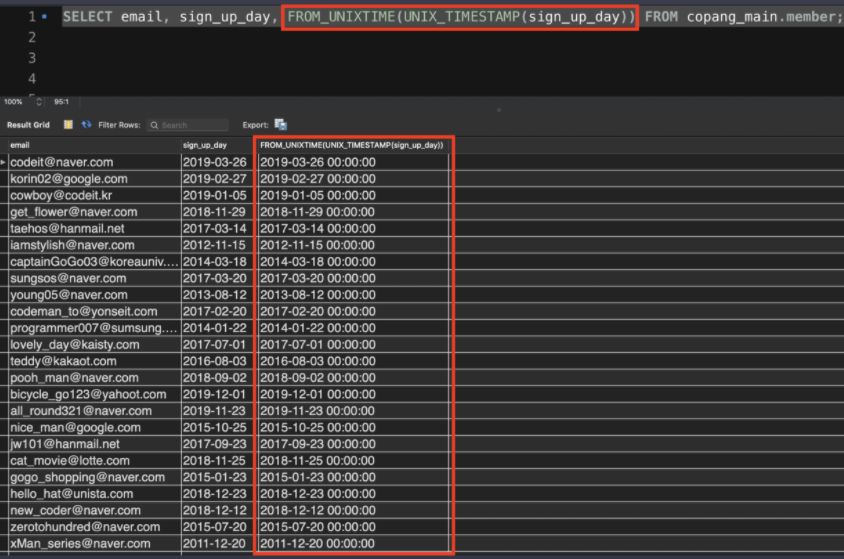 1 SELECT email, sign_up_day, FROM_UNIXTIME(UNIX_TIMESTAMP(sign_up_day)) FROM copang_main.member;
2
3
4
100% 95:1
Result Grid Filter Rows: Search Export:
email sign_up_day FROM_UNIXTIME(UNIX_TIMESTAMP(sign_up_day))
codeit@naver.com 2019-03-26 2019-03-26 00:00:00
korin02@google.com 2019-02-27 2019-02-27 00:00:00
cowboy@codeit.kr 2019-01-05 2019-01-05 00:00:00
get_flower@naver.com 2018-11-29 2018-11-29 00:00:00
taehos@hanmail.net 2017-03-14 2017-03-14 00:00:00
iamstylish@naver.com 2012-11-15 2012-11-15 00:00:00
captainGoGo03@koreauniv.... 2014-03-18 2014-03-18 00:00:00
sungsos@naver.com 2017-03-20 2017-03-20 00:00:00
young05@naver.com 2013-08-12 2013-08-12 00:00:00
codeman_to@yonseit.com 2017-02-20 2017-02-20 00:00:00
programmer007@sumsung.... 2014-01-22 2014-01-22 00:00:00
lovely_day@kaisty.com 2017-07-01 2017-07-01 00:00:00
teddy@kakaot.com 2016-08-03 2016-08-03 00:00:00
pooh_man@naver.com 2018-09-02 2018-09-02 00:00:00
bicycle_go123@yahoot.com 2019-12-01 2019-12-01 00:00:00
all_round321@naver.com 2019-11-23 2019-11-23 00:00:00
nice_man@google.com 2015-10-25 2015-10-25 00:00:00
jw101@hanmail.net 2017-09-23 2017-09-23 00:00:00
cat_movie@lotte.com 2018-11-25 2018-11-25 00:00:00
gogo_shopping@naver.com 2015-01-23 2015-01-23 00:00:00
hello_hat@unista.com 2018-12-23 2018-12-23 00:00:00
new_coder@naver.com 2018-12-12 2018-12-12 00:00:00
zerotohundred@naver.com 2015-07-20 2015-07-20 00:00:00
xMan_series@naver.com 2011-12-20 2011-12-20 00:00:00